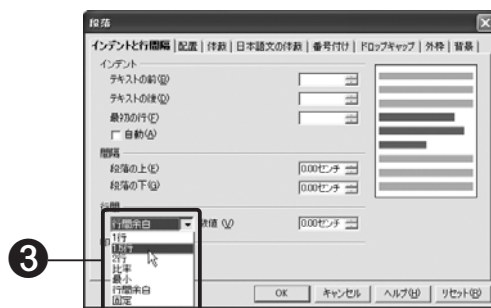 段落
インデントと行間隔 配置 体裁 日本語文の体裁 番号付け ドロップキャップ 外枠 背景
インデント
テキストの前(B)
テキストの後(X)
最初の行(F)
自動(A)
間隔
段落の上(E) 0.00センチ
段落の下(Q) 0.00センチ
行間
行間余白 数値 (V) 0.00センチ
1行
1.5行
2行
比率
最小
行間余白
固定
3
OK キャンセル ヘルプ(H) リセット(R)